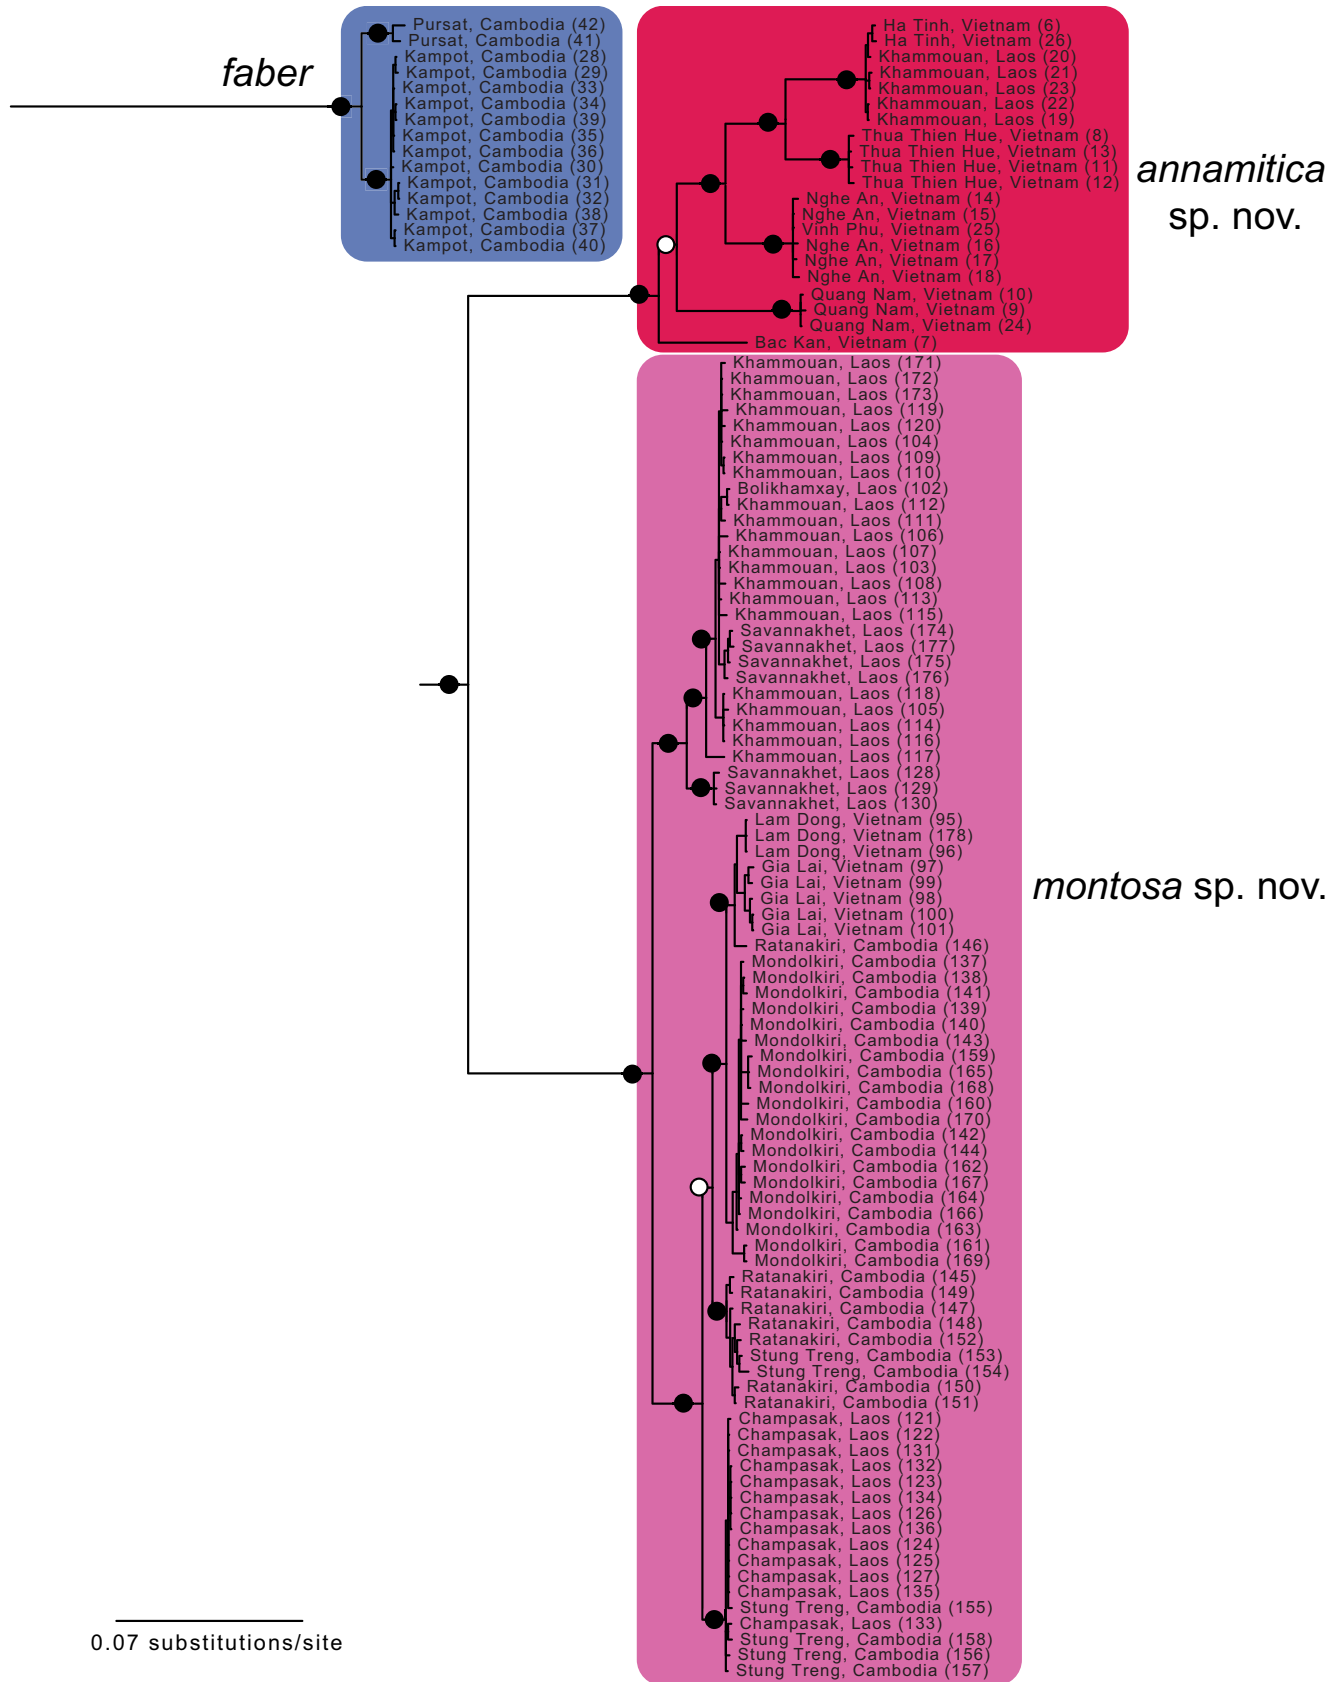 faber
Pursat, Cambodia (42)
Pursat, Cambodia (41)
Kampot, Cambodia (28)
Kampot, Cambodia (29)
Kampot, Cambodia (33)
Kampot, Cambodia (34)
Kampot, Cambodia (39)
Kampot, Cambodia (35)
Kampot, Cambodia (36)
Kampot, Cambodia (30)
Kampot, Cambodia (31)
Kampot, Cambodia (32)
Kampot, Cambodia (38)
Kampot, Cambodia (37)
Kampot, Cambodia (40)
Ha Tinh, Vietnam (6)
Ha Tinh, Vietnam (26)
Khammouan, Laos (20)
Khammouan, Laos (21)
Khammouan, Laos (23)
Khammouan, Laos (22)
Khammouan, Laos (19)
Thua Thien Hue, Vietnam (8)
Thua Thien Hue, Vietnam (13)
Thua Thien Hue, Vietnam (11)
Thua Thien Hue, Vietnam (12)
Nghe An, Vietnam (14)
Nghe An, Vietnam (15)
Vinh Phu, Vietnam (25)
Nghe An, Vietnam (16)
Nghe An, Vietnam (17)
Nghe An, Vietnam (18)
Quang Nam, Vietnam (10)
Quang Nam, Vietnam (9)
Quang Nam, Vietnam (24)
Bac Kan, Vietnam (7)
annamitica
sp. nov.
Khammouan, Laos (171)
Khammouan, Laos (172)
Khammouan, Laos (173)
Khammouan, Laos (119)
Khammouan, Laos (120)
Khammouan, Laos (104)
Khammouan, Laos (109)
Khammouan, Laos (110)
Bolikhamxay, Laos (102)
Khammouan, Laos (112)
Khammouan, Laos (111)
Khammouan, Laos (106)
Khammouan, Laos (107)
Khammouan, Laos (103)
Khammouan, Laos (108)
Khammouan, Laos (113)
Khammouan, Laos (115)
Savannakhet, Laos (174)
Savannakhet, Laos (177)
Savannakhet, Laos (175)
Savannakhet, Laos (176)
Khammouan, Laos (118)
Khammouan, Laos (105)
Khammouan, Laos (114)
Khammouan, Laos (116)
Khammouan, Laos (117)
Savannakhet, Laos (128)
Savannakhet, Laos (129)
Savannakhet, Laos (130)
Lam Dong, Vietnam (95)
Lam Dong, Vietnam (178)
Lam Dong, Vietnam (96)
Gia Lai, Vietnam (97)
Gia Lai, Vietnam (99)
Gia Lai, Vietnam (98)
Gia Lai, Vietnam (100)
Gia Lai, Vietnam (101)
Ratanakiri, Cambodia (146)
Mondolkiri, Cambodia (137)
Mondolkiri, Cambodia (138)
Mondolkiri, Cambodia (141)
Mondolkiri, Cambodia (139)
Mondolkiri, Cambodia (140)
Mondolkiri, Cambodia (143)
Mondolkiri, Cambodia (159)
Mondolkiri, Cambodia (165)
Mondolkiri, Cambodia (168)
Mondolkiri, Cambodia (160)
Mondolkiri, Cambodia (170)
Mondolkiri, Cambodia (142)
Mondolkiri, Cambodia (144)
Mondolkiri, Cambodia (162)
Mondolkiri, Cambodia (167)
Mondolkiri, Cambodia (164)
Mondolkiri, Cambodia (166)
Mondolkiri, Cambodia (163)
Mondolkiri, Cambodia (161)
Mondolkiri, Cambodia (169)
Ratanakiri, Cambodia (145)
Ratanakiri, Cambodia (149)
Ratanakiri, Cambodia (147)
Ratanakiri, Cambodia (148)
Ratanakiri, Cambodia (152)
Stung Treng, Cambodia (153)
Stung Treng, Cambodia (154)
Ratanakiri, Cambodia (150)
Ratanakiri, Cambodia (151)
Champasak, Laos (121)
Champasak, Laos (122)
Champasak, Laos (131)
Champasak, Laos (132)
Champasak, Laos (123)
Champasak, Laos (134)
Champasak, Laos (126)
Champasak, Laos (136)
Champasak, Laos (124)
Champasak, Laos (125)
Champasak, Laos (127)
Champasak, Laos (135)
Stung Treng, Cambodia (155)
Champasak, Laos (133)
Stung Treng, Cambodia (158)
Stung Treng, Cambodia (156)
Stung Treng, Cambodia (157)
montosa sp. nov.
0.07 substitutions/site